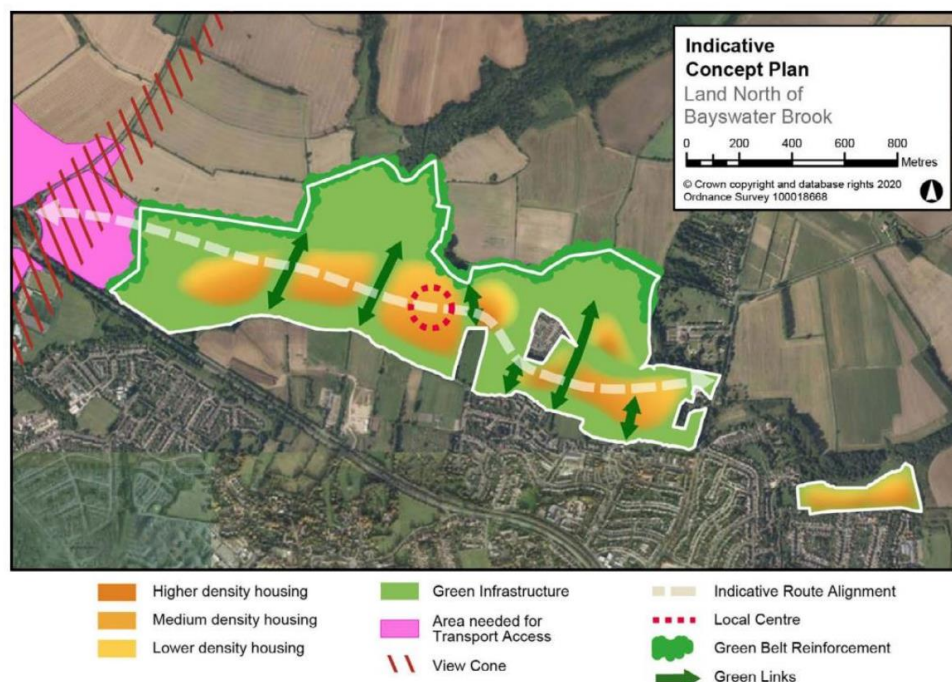 Indicative
Concept Plan
Land North of
Bayswater Brook
0 200 400 600 800
Metres
© Crown copyright and database rights 2020
Ordnance Survey 100018668
Higher density housing
Medium density housing
Lower density housing
Green Infrastructure
Area needed for
Transport Access
View Cone
Indicative Route Alignment
Local Centre
Green Belt Reinforcement
Green Links